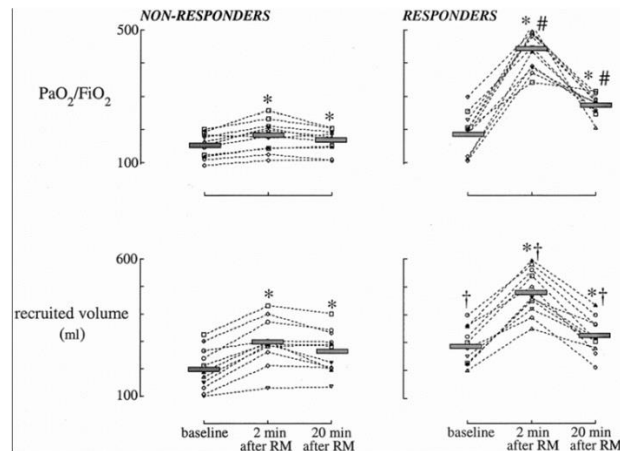 NON-RESPONDERS
RESPONDERS
500
PaO₂/FiO₂
100
* *
* # * #
600
recruited volume
(ml)
100
* *
† *† *†
baseline 2 min after RM 20 min after RM
baseline 2 min after RM 20 min after RM